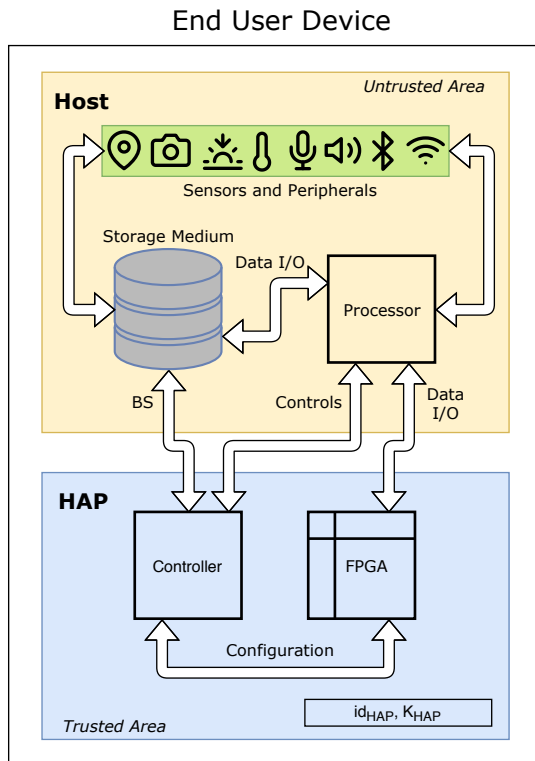 End User Device
Untrusted Area
Host
Sensors and Peripherals
Storage Medium
Data I/O
Processor
BS
Controls
Data
I/O
HAP
Controller
FPGA
Configuration
id_HAP, K_HAP
Trusted Area